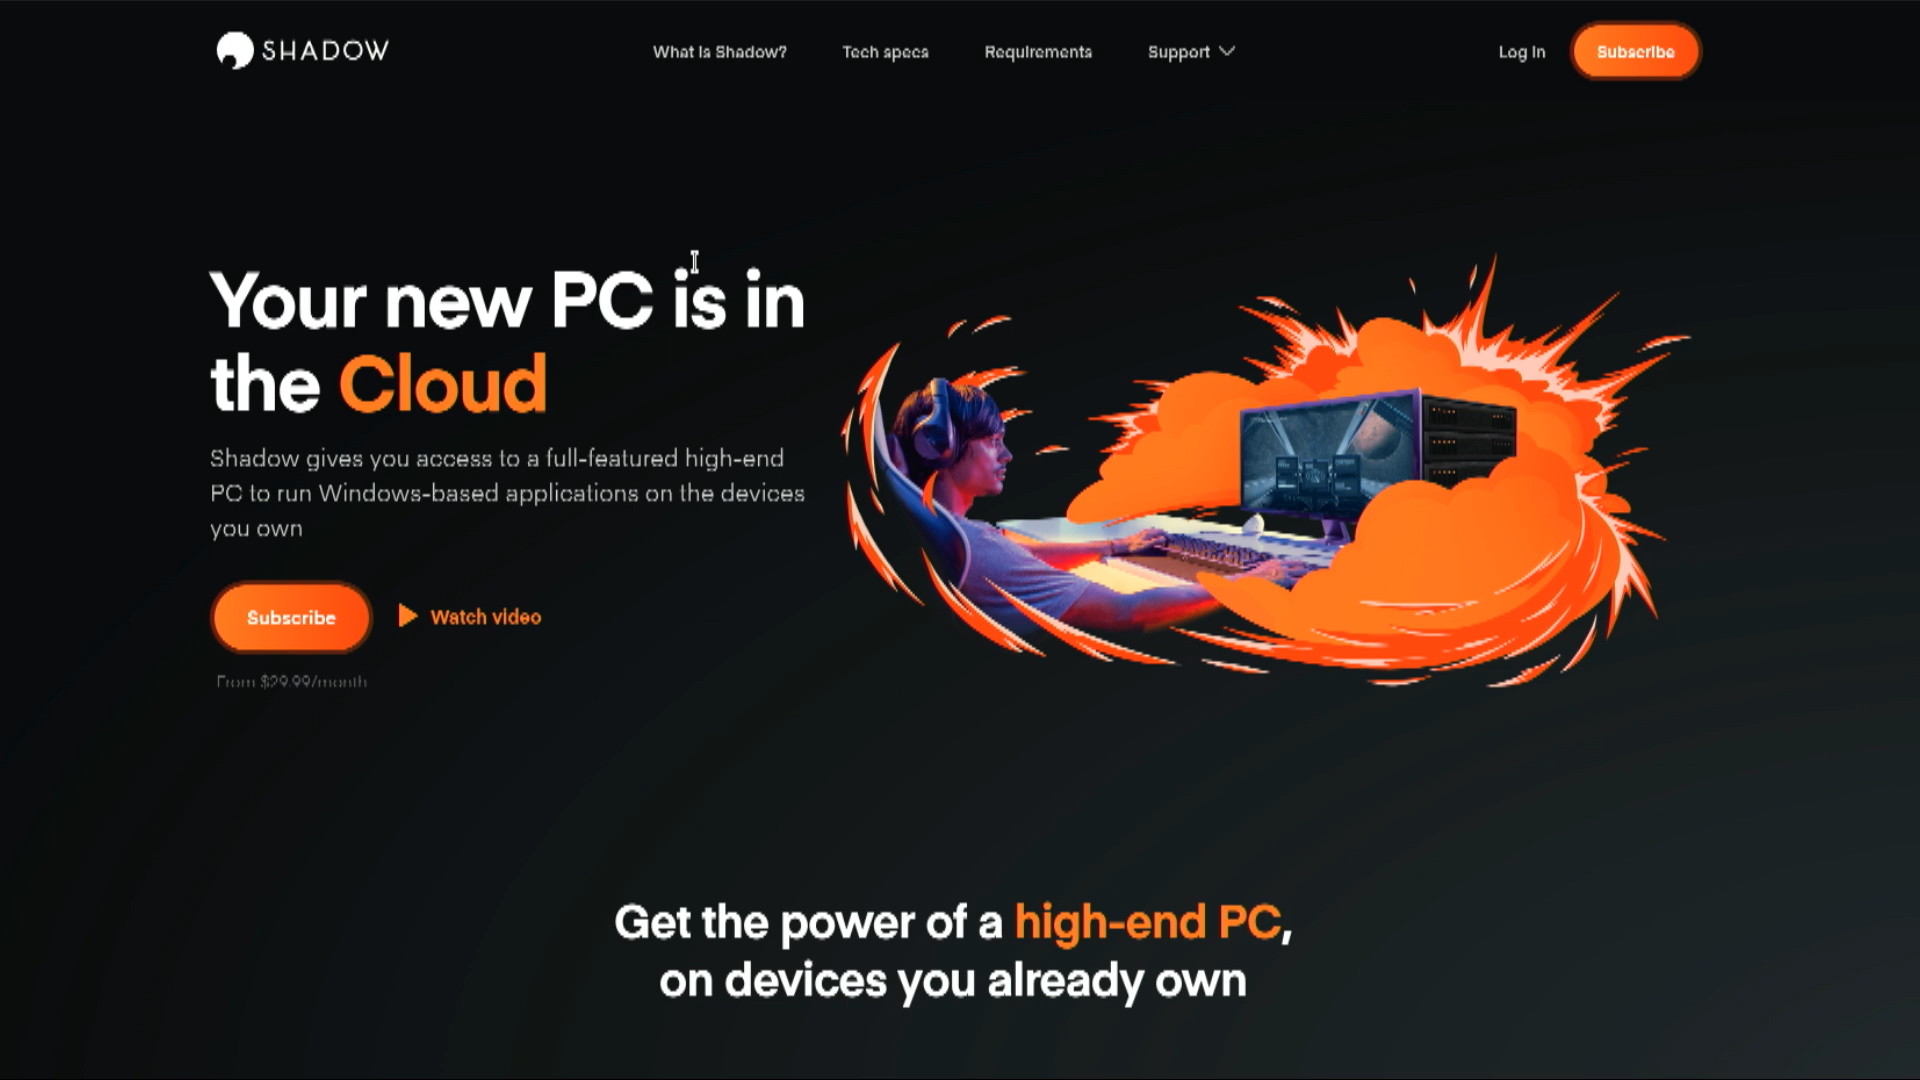 SHADOW
What is Shadow?
Tech specs
Requirements
Support
Log in
Subscribe
Your new PC is in
the Cloud
Shadow gives you access to a full-featured high-end
PC to run Windows-based applications on the devices
you own
Subscribe
Watch video
From $29.99/month
Get the power of a high-end PC,
on devices you already own